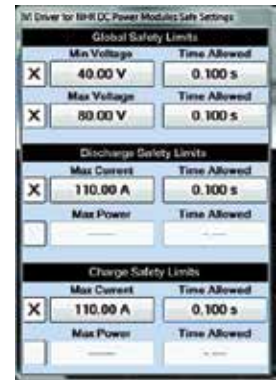 IVI Driver for NHR DC Power Modules Safe Settings
Global Safety Limits
Min Voltage Time Allowed
X 40.00 V 0.100 s
Max Voltage Time Allowed
X 80.00 V 0.100 s
Discharge Safety Limits
Max Current Time Allowed
X 110.00 A 0.100 s
Max Power Time Allowed
Charge Safety Limits
Max Current Time Allowed
X 110.00 A 0.100 s
Max Power Time Allowed